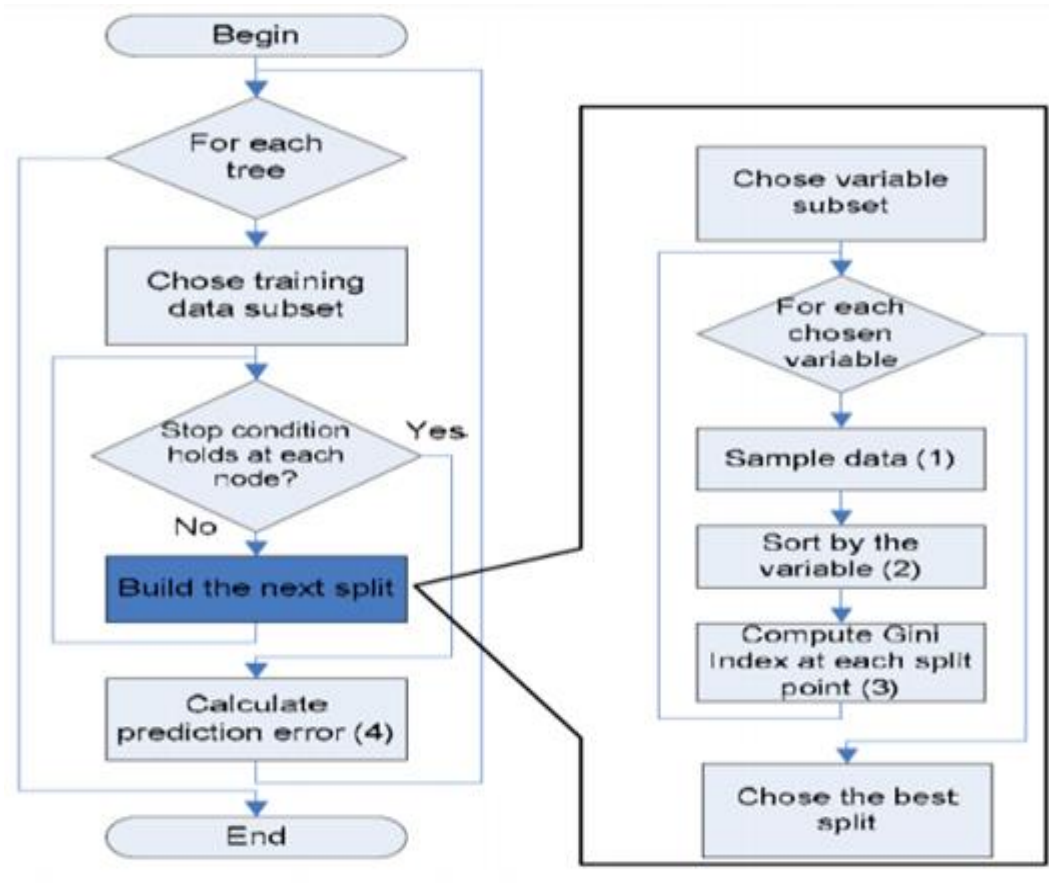 Begin
For each
tree
Chose training
data subset
Stop condition
holds at each
node?
Yes
No
Build the next split
Calculate
prediction error (4)
End
Chose variable
subset
For each
chosen
variable
Sample data (1)
Sort by the
variable (2)
Compute Gini
Index at each split
point (3)
Chose the best
split